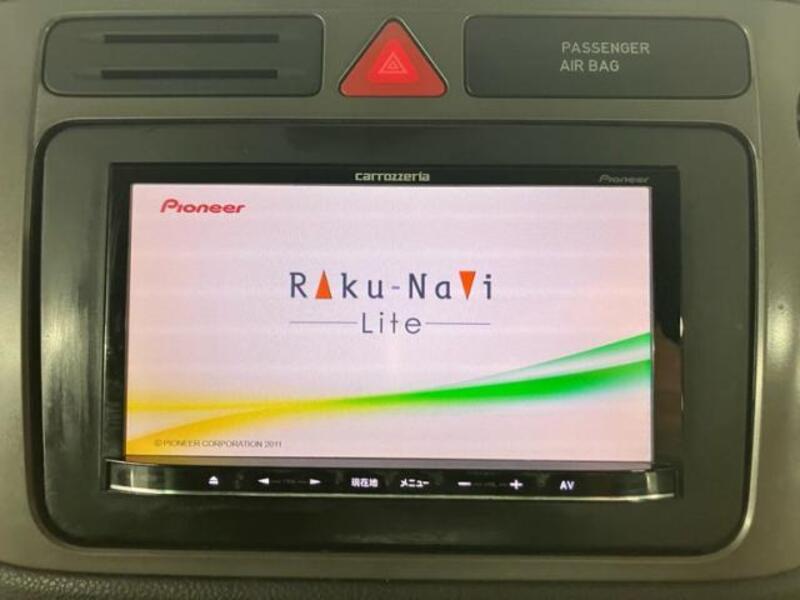 PASSENGER
AIR BAG
carrozzeria
Pioneer
Pioneer
RAku-NaVi
Lite
© PIONEER CORPORATION 2011
現在地 メニュー AV